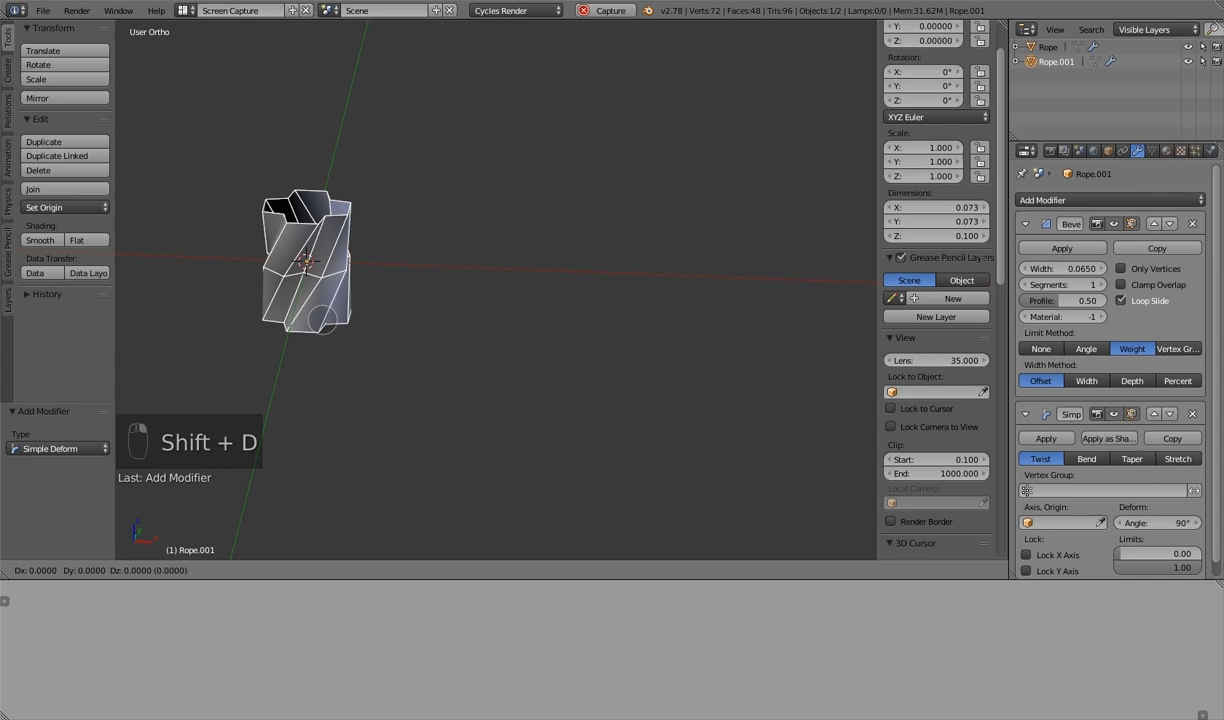 File Render Window Help Screen Capture Scene Cycles Render Capture v2.78 | Verts:72 | Faces:48 | Tris:96 | Objects:1/2 | Lamps:0/0 | Mem:31.62M | Rope.001
Tools
Create
Relations
Animation
Physics
Grease Pencil
Layers
Transform
Translate
Rotate
Scale
Mirror
Edit
Duplicate
Duplicate Linked
Delete
Join
Set Origin
Shading:
Smooth Flat
Data Transfer:
Data Data Layo
History
Add Modifier
Type
Simple Deform
User Ortho
Shift + D
Last: Add Modifier
(1) Rope.001
Dx: 0.0000 Dy: 0.0000 Dz: 0.0000 (0.0000)
Y: 0.00000
Z: 0.00000
Rotation:
X: 0°
Y: 0°
Z: 0°
XYZ Euler
Scale:
X: 1.000
Y: 1.000
Z: 1.000
Dimensions:
X: 0.073
Y: 0.073
Z: 0.100
Grease Pencil Layers
Scene Object
New
New Layer
View
Lens: 35.000
Lock to Object:
Lock to Cursor
Lock Camera to View
Clip:
Start: 0.100
End: 1000.000
Local Camera:
Render Border
3D Cursor
View Search Visible Layers
Rope
Rope.001
Rope.001
Add Modifier
Beve
Apply Copy
Width: 0.0650 Only Vertices
Segments: 1 Clamp Overlap
Profile: 0.50 Loop Slide
Material: -1
Limit Method:
None Angle Weight Vertex Gr...
Width Method:
Offset Width Depth Percent
Simp
Apply Apply as Sha... Copy
Twist Bend Taper Stretch
Vertex Group:
Axis, Origin: Deform:
Angle: 90°
Lock: Limits:
Lock X Axis 0.00
Lock Y Axis 1.00